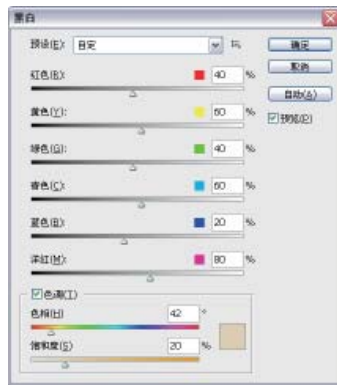 黑白
预设(E): 自定
确定
红色(R): 40 %
取消
自动(A)
黄色(Y): 60 %
预览(P)
绿色(G): 40 %
青色(C): 60 %
蓝色(B): 20 %
洋红(M): 80 %
色调(T)
色相(H) 42 °
饱和度(S) 20 %